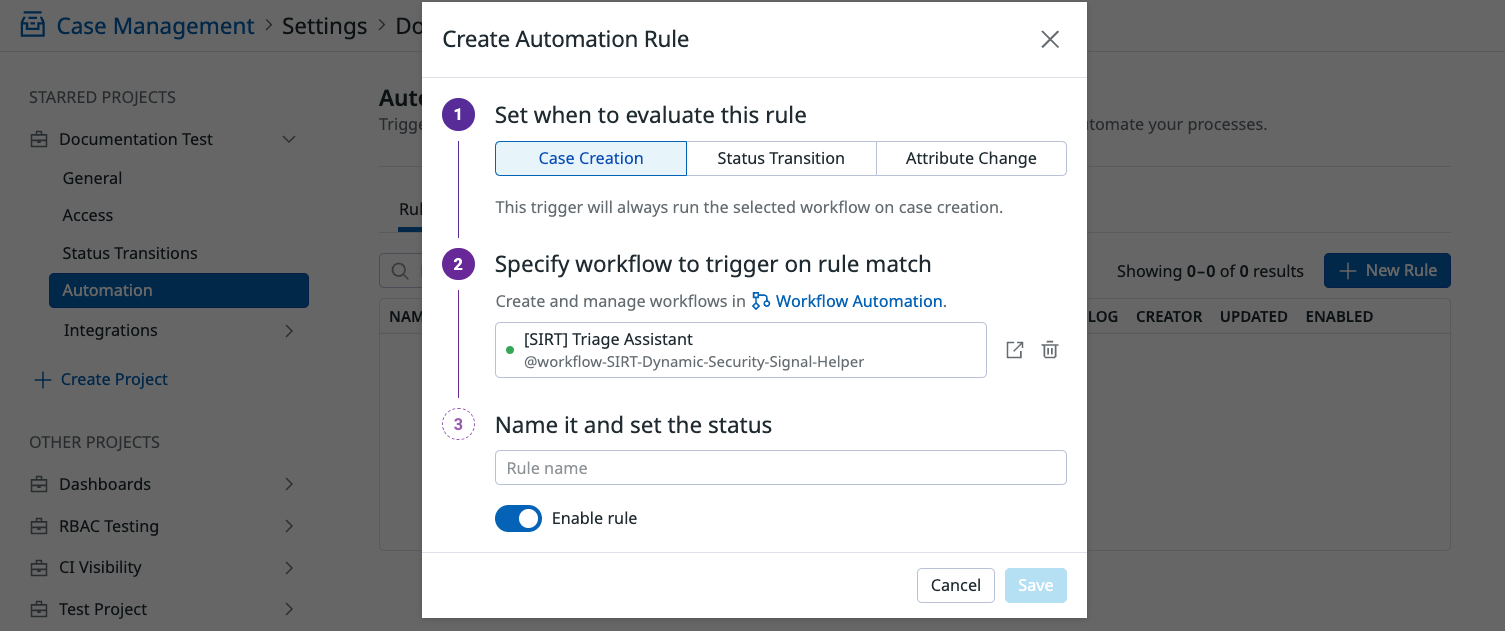 Case Management > Settings > Do
STARRED PROJECTS
Documentation Test
General
Access
Status Transitions
Automation
Integrations
Create Project
OTHER PROJECTS
Dashboards
RBAC Testing
CI Visibility
Test Project
tomate your processes.
Showing 0–0 of 0 results
New Rule
CREATOR
UPDATED
ENABLED
Create Automation Rule
1
Set when to evaluate this rule
Case Creation
Status Transition
Attribute Change
This trigger will always run the selected workflow on case creation.
2
Specify workflow to trigger on rule match
Create and manage workflows in Workflow Automation.
[SIRT] Triage Assistant
@workflow-SIRT-Dynamic-Security-Signal-Helper
3
Name it and set the status
Rule name
Enable rule
Cancel
Save